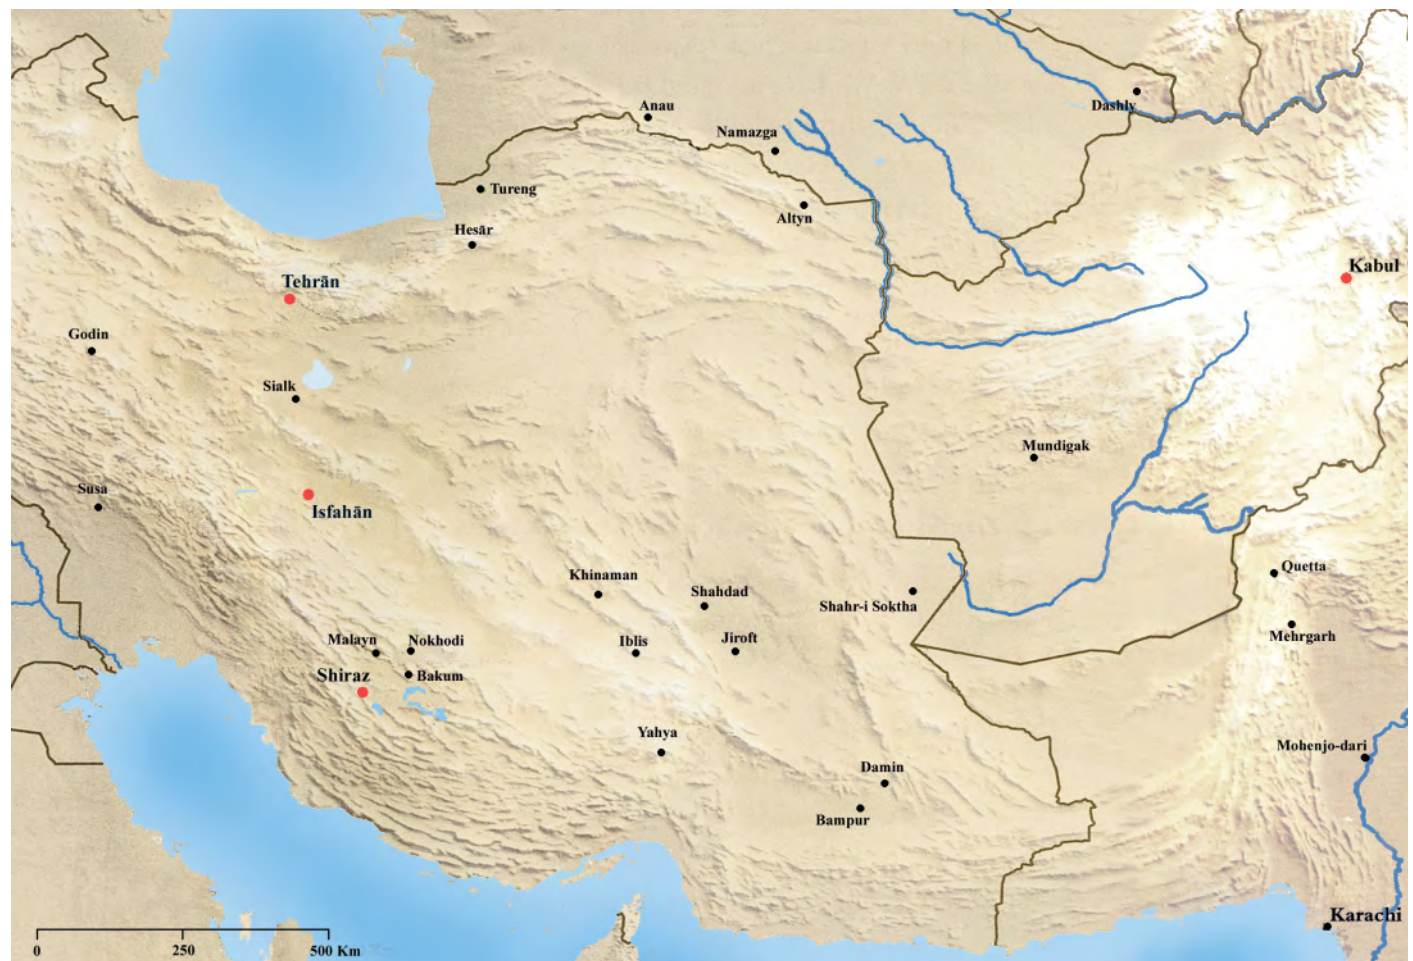 Anau
Dashly
Namazga
Tureng
Altyn
Hesār
Kabul
Tehrān
Godin
Sialk
Mundigak
Susa
Isfahān
Quetta
Khinaman
Shahdad
Shahr-i Soktha
Mehrgarh
Malayn
Nokhodi
Iblis
Jiroft
Shiraz
Bakum
Yahya
Mohenjo-dari
Damin
Bampur
Karachi
0 250 500 Km